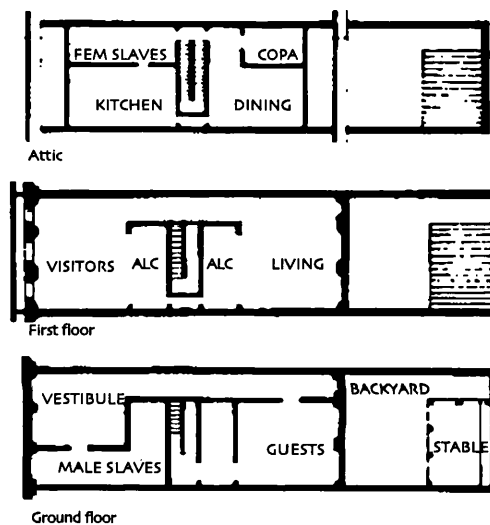 FEM SLAVES COPA
KITCHEN DINING
Attic
VISITORS ALC ALC LIVING
First floor
VESTIBULE BACKYARD
GUESTS STABLE
MALE SLAVES
Ground floor